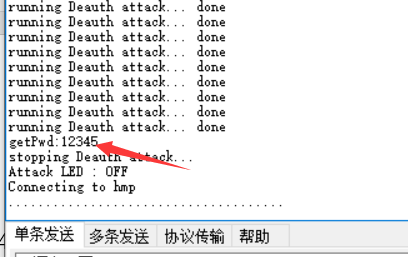 running Deauth attack... done
running Deauth attack... done
running Deauth attack... done
running Deauth attack... done
running Deauth attack... done
running Deauth attack... done
running Deauth attack... done
running Deauth attack... done
running Deauth attack... done
getPwd:12345
stopping Deauth attack...
Attack LED : OFF
Connecting to hmp
.....................................
单条发送 多条发送 协议传输 帮助